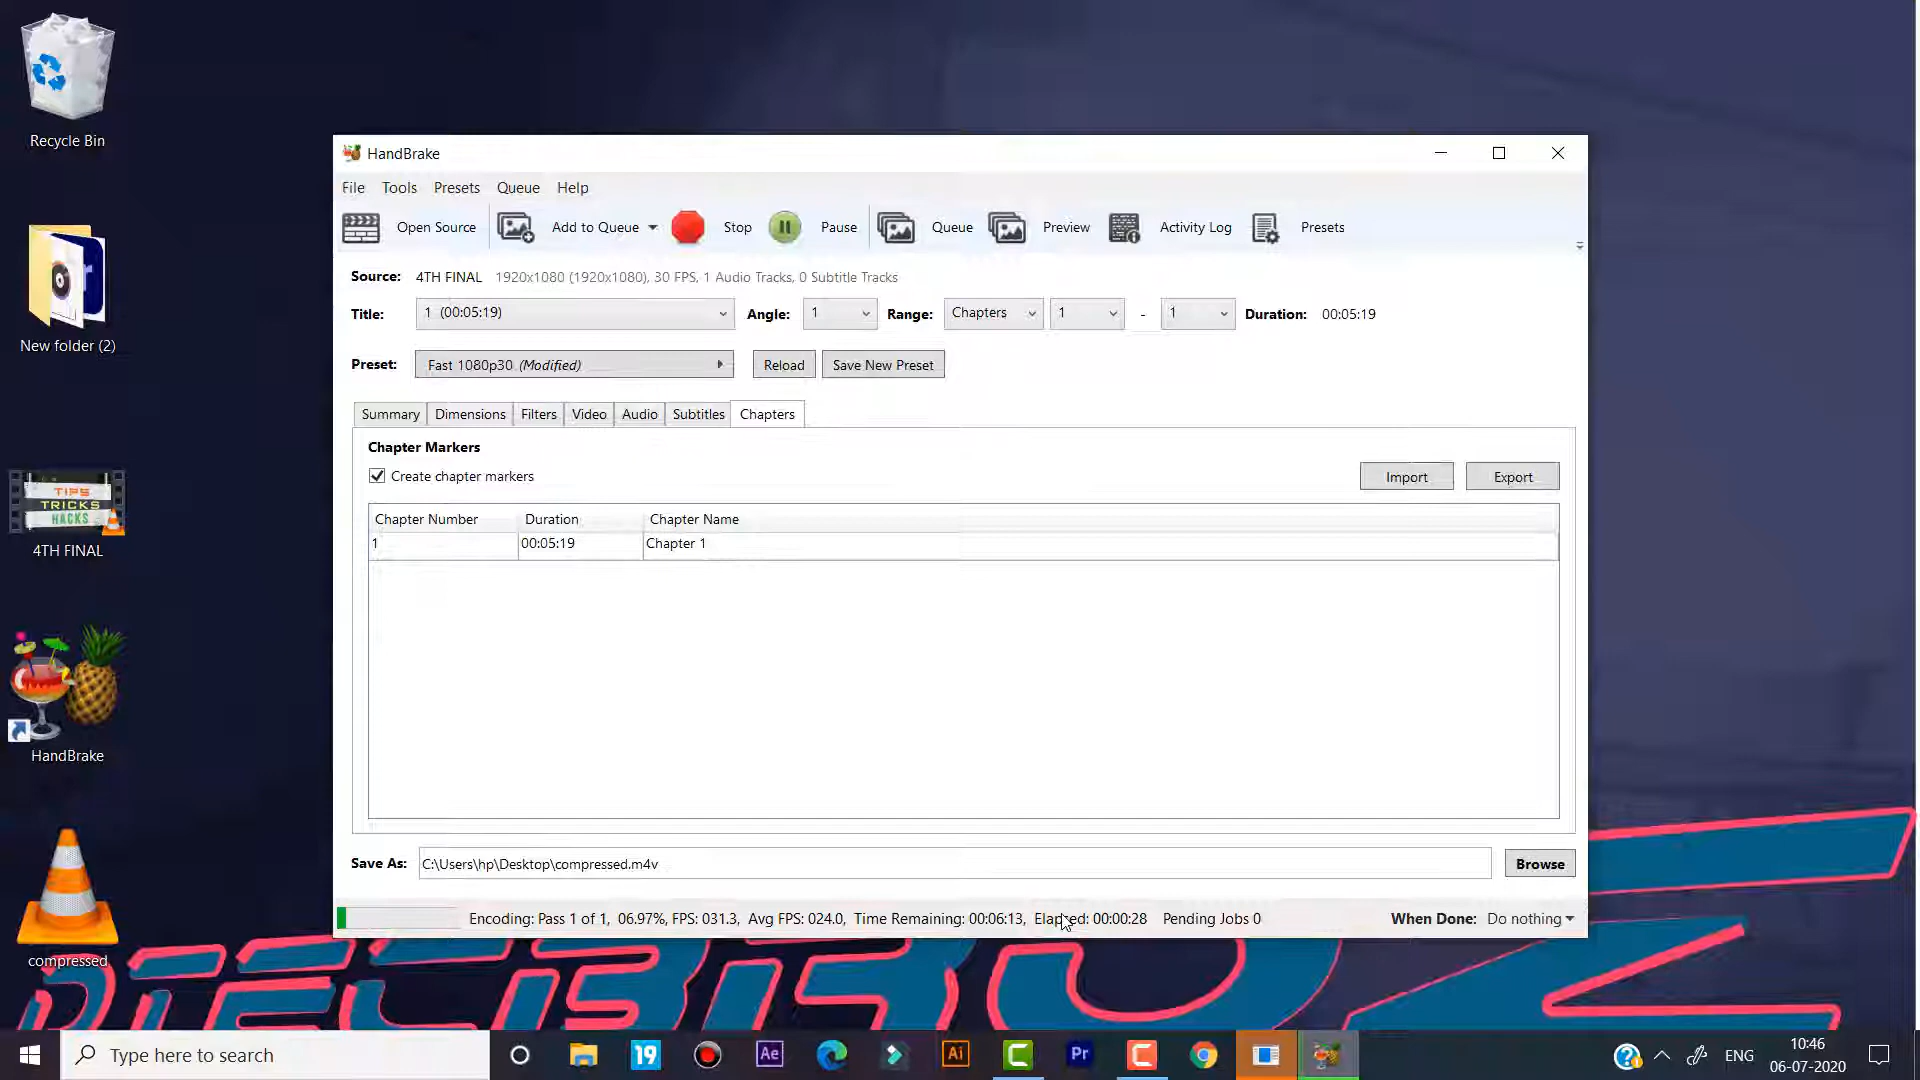 Recycle Bin
New folder (2)
TIPS
TRICKS
HACKS
4TH FINAL
HandBrake
compressed
HandBrake
File Tools Presets Queue Help
Open Source Add to Queue Stop Pause Queue Preview Activity Log Presets
Source: 4TH FINAL 1920x1080 (1920x1080), 30 FPS, 1 Audio Tracks, 0 Subtitle Tracks
Title: 1 (00:05:19) Angle: 1 Range: Chapters 1 - 1 Duration: 00:05:19
Preset: Fast 1080p30 (Modified) Reload Save New Preset
Summary Dimensions Filters Video Audio Subtitles Chapters
Chapter Markers
Create chapter markers Import Export
Chapter Number Duration Chapter Name
1 00:05:19 Chapter 1
Save As: C:\Users\hp\Desktop\compressed.m4v Browse
Encoding: Pass 1 of 1, 06.97%, FPS: 031.3, Avg FPS: 024.0, Time Remaining: 00:06:13, Elapsed: 00:00:28 Pending Jobs 0 When Done: Do nothing
Type here to search 19 Ae Ai Pr ENG 10:46
06-07-2020